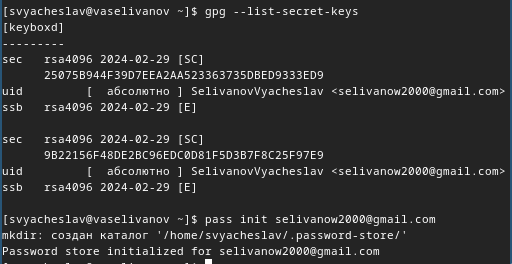 [svyacheslav@vaselivanov ~]$ gpg --list-secret-keys
[keyboxd]
---------
sec   rsa4096 2024-02-29 [SC]
      25075B944F39D7EEA2AA523363735DBED9333ED9
uid         [  абсолютно ] SelivanovVyacheslav <selivanow2000@gmail.com>
ssb   rsa4096 2024-02-29 [E]

sec   rsa4096 2024-02-29 [SC]
      9B22156F48DE2BC96EDC0D81F5D3B7F8C25F97E9
uid         [  абсолютно ] SelivanovVyacheslav <selivanow2000@gmail.com>
ssb   rsa4096 2024-02-29 [E]

[svyacheslav@vaselivanov ~]$ pass init selivanow2000@gmail.com
mkdir: создан каталог '/home/svyacheslav/.password-store/'
Password store initialized for selivanow2000@gmail.com